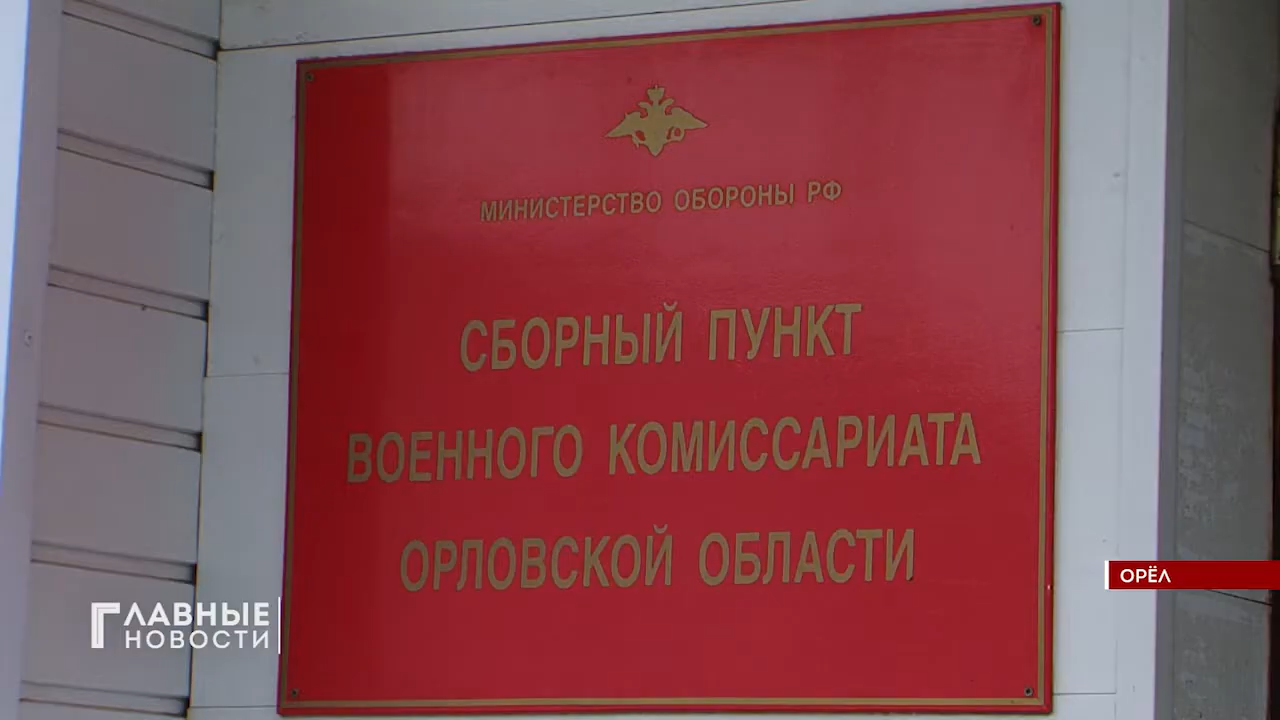 МИНИСТЕРСТВО ОБОРОНЫ РФ
СБОРНЫЙ ПУНКТ
ВОЕННОГО КОМИССАРИАТА
ОРЛОВСКОЙ ОБЛАСТИ
ОРЁЛ
ГЛАВНЫЕ
НОВОСТИ